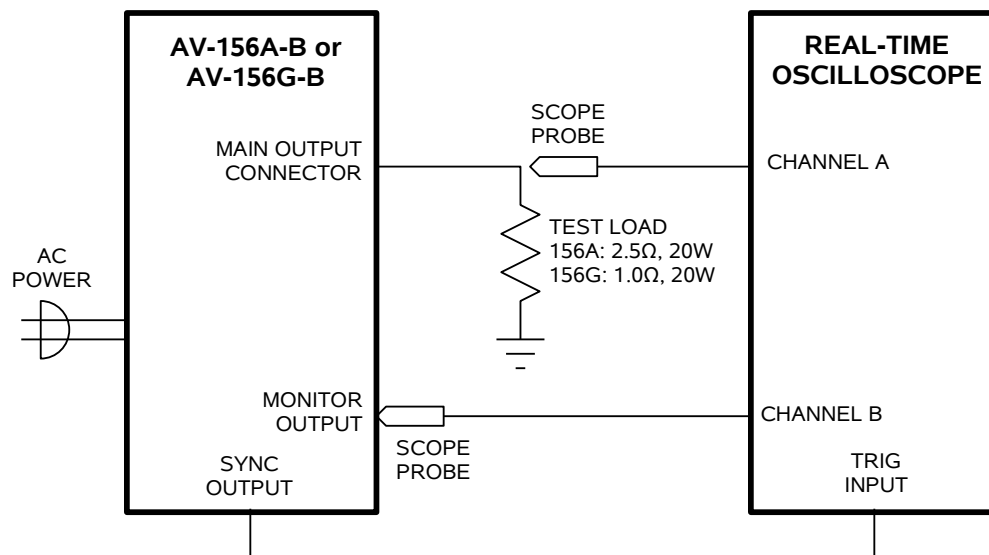 AV-156A-B or
AV-156G-B
REAL-TIME
OSCILLOSCOPE
SCOPE
PROBE
MAIN OUTPUT
CONNECTOR
CHANNEL A
TEST LOAD
156A: 2.5Ω, 20W
156G: 1.0Ω, 20W
AC
POWER
MONITOR
OUTPUT
CHANNEL B
SCOPE
PROBE
SYNC
OUTPUT
TRIG
INPUT